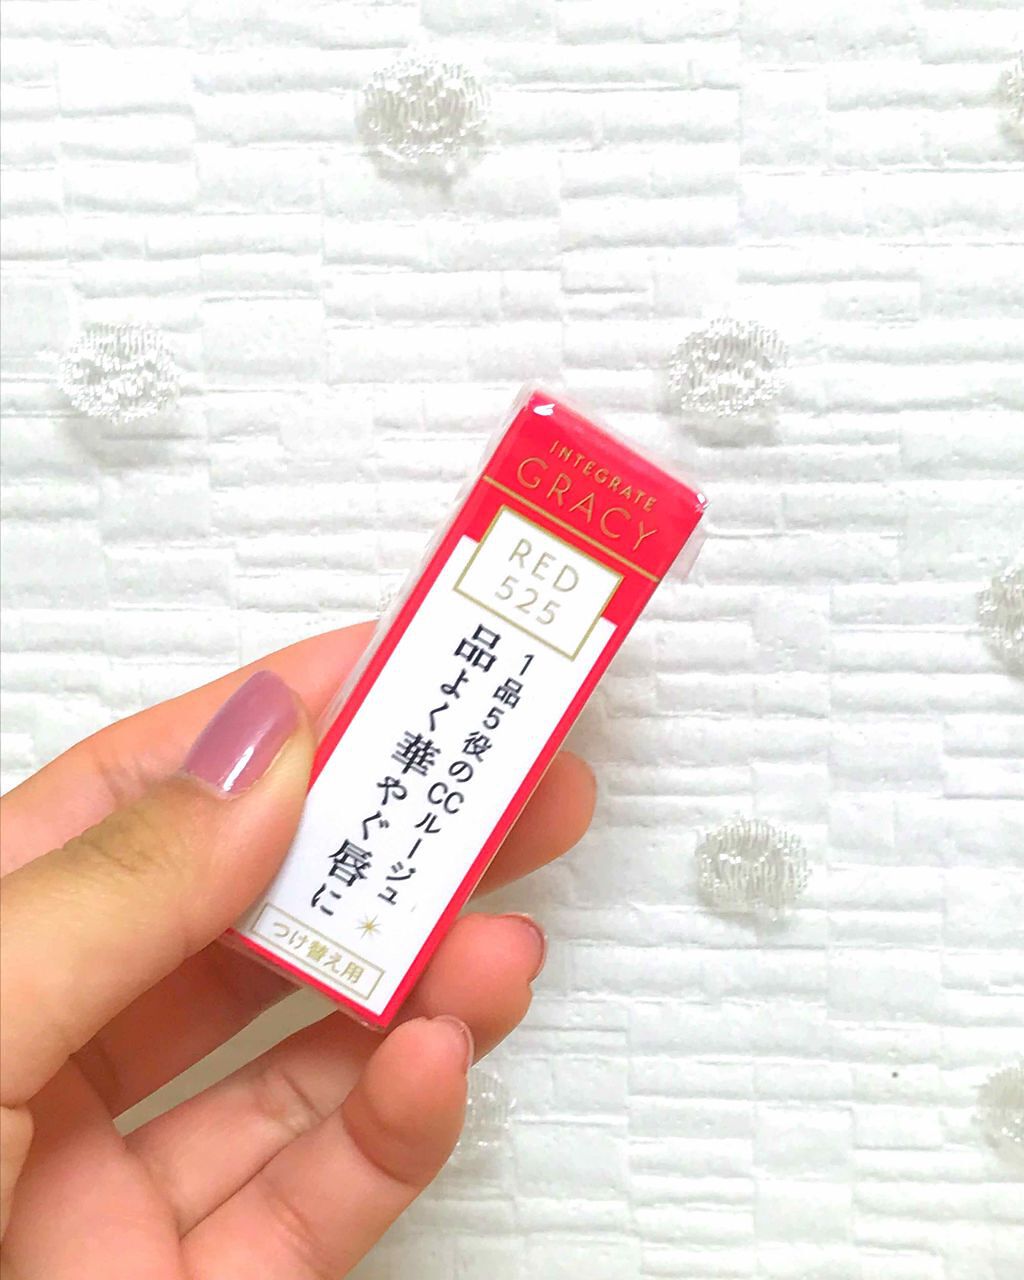 INTEGRATE
GRACY
RED
525
1品5役のCCルージュ
品よく華やぐ唇に
つけ替え用